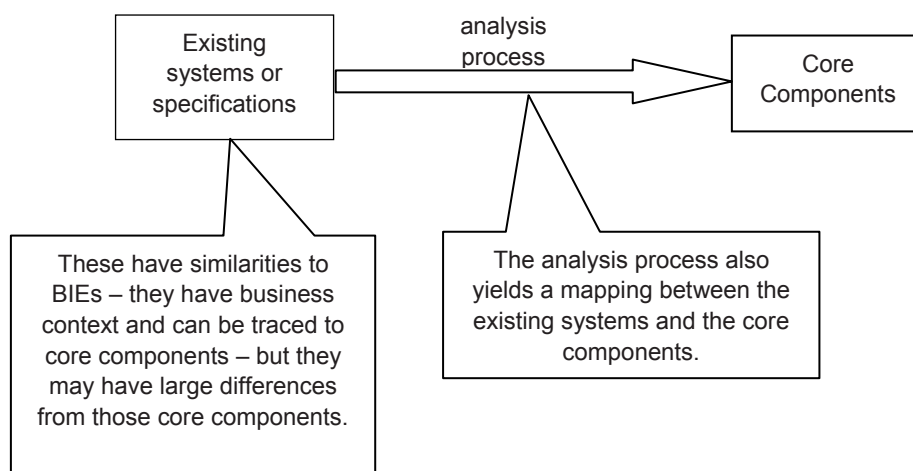 Existing
systems or
specifications
analysis
process
Core
Components
These have similarities to
BIEs – they have business
context and can be traced to
core components – but they
may have large differences
from those core components.
The analysis process also
yields a mapping between the
existing systems and the core
components.